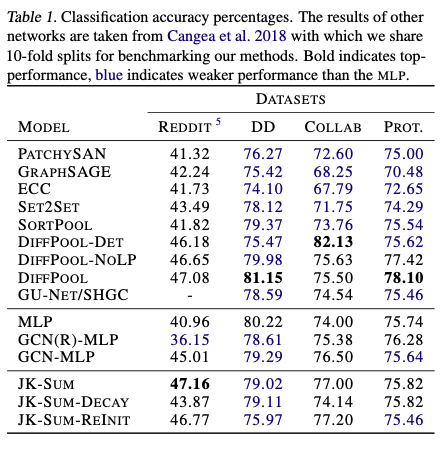 Table 1. Classification accuracy percentages. The results of other
networks are taken from Cangea et al. 2018 with which we share
10-fold splits for benchmarking our methods. Bold indicates top-
performance, blue indicates weaker performance than the MLP.
DATASETS
MODEL REDDIT 5 DD COLLAB PROT.
PATCHYSAN 41.32 76.27 72.60 75.00
GRAPHSAGE 42.24 75.42 68.25 70.48
ECC 41.73 74.10 67.79 72.65
SET2SET 43.49 78.12 71.75 74.29
SORTPOOL 41.82 79.37 73.76 75.54
DIFFPOOL-DET 46.18 75.47 82.13 75.62
DIFFPOOL-NOLP 46.65 79.98 75.63 77.42
DIFFPOOL 47.08 81.15 75.50 78.10
GU-NET/SHGC - 78.59 74.54 75.46
MLP 40.96 80.22 74.00 75.74
GCN(R)-MLP 36.15 78.61 75.38 76.28
GCN-MLP 45.01 79.29 76.50 75.64
JK-SUM 47.16 79.02 77.00 75.82
JK-SUM-DECAY 43.87 79.11 74.14 75.82
JK-SUM-REINIT 46.77 75.97 77.20 75.46